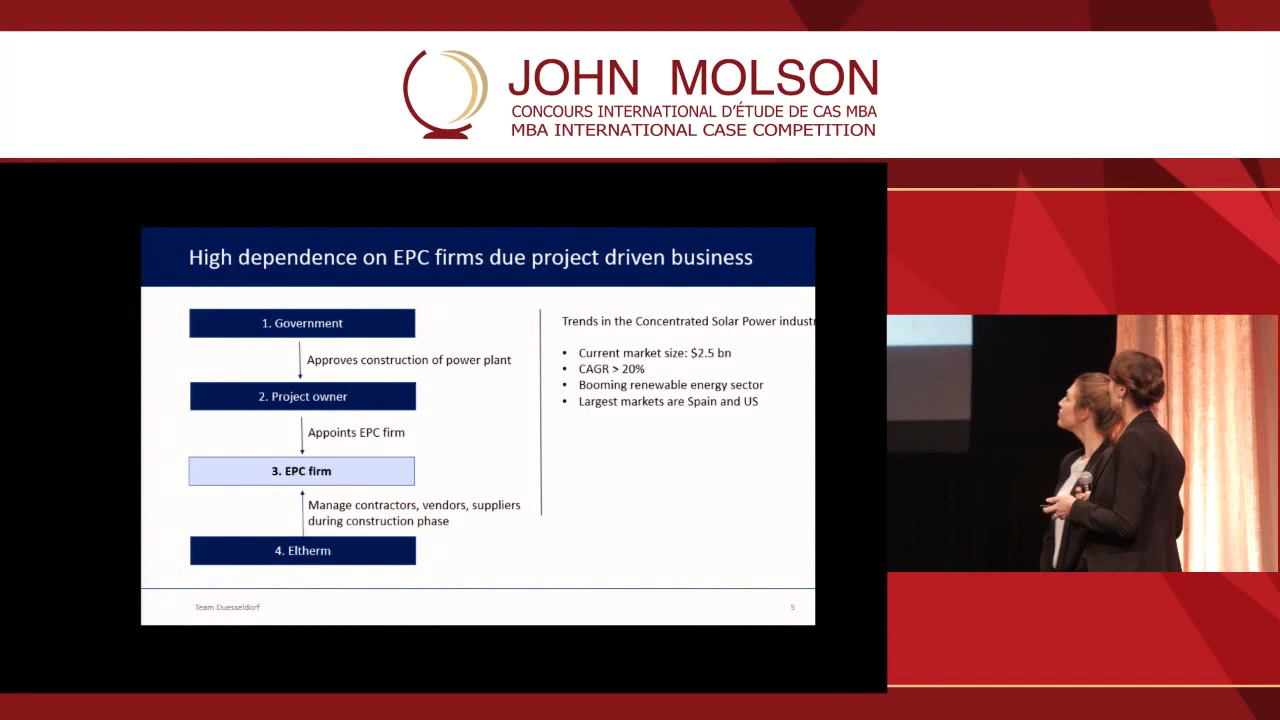 JOHN MOLSON
CONCOURS INTERNATIONAL D'ÉTUDE DE CAS MBA
MBA INTERNATIONAL CASE COMPETITION
High dependence on EPC firms due project driven business
1. Government
Approves construction of power plant
2. Project owner
Appoints EPC firm
3. EPC firm
Manage contractors, vendors, suppliers
during construction phase
4. Eltherm
Trends in the Concentrated Solar Power industr
• Current market size: $2.5 bn
• CAGR > 20%
• Booming renewable energy sector
• Largest markets are Spain and US
Team Duesseldorf
5